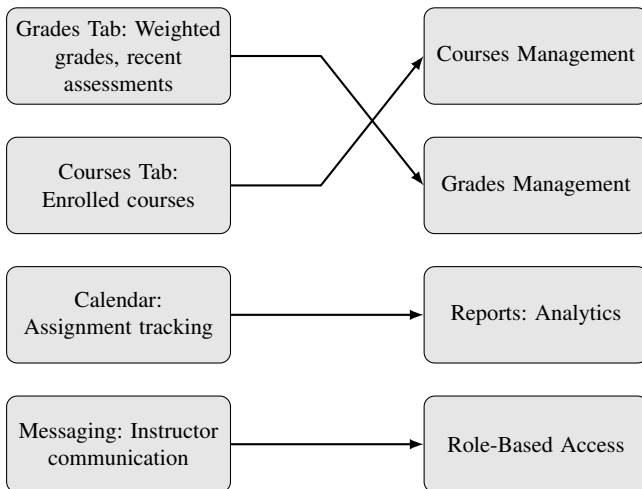 Grades Tab: Weighted
grades, recent
assessments
Courses Management
Courses Tab:
Enrolled courses
Grades Management
Calendar:
Assignment tracking
Reports: Analytics
Messaging: Instructor
communication
Role-Based Access